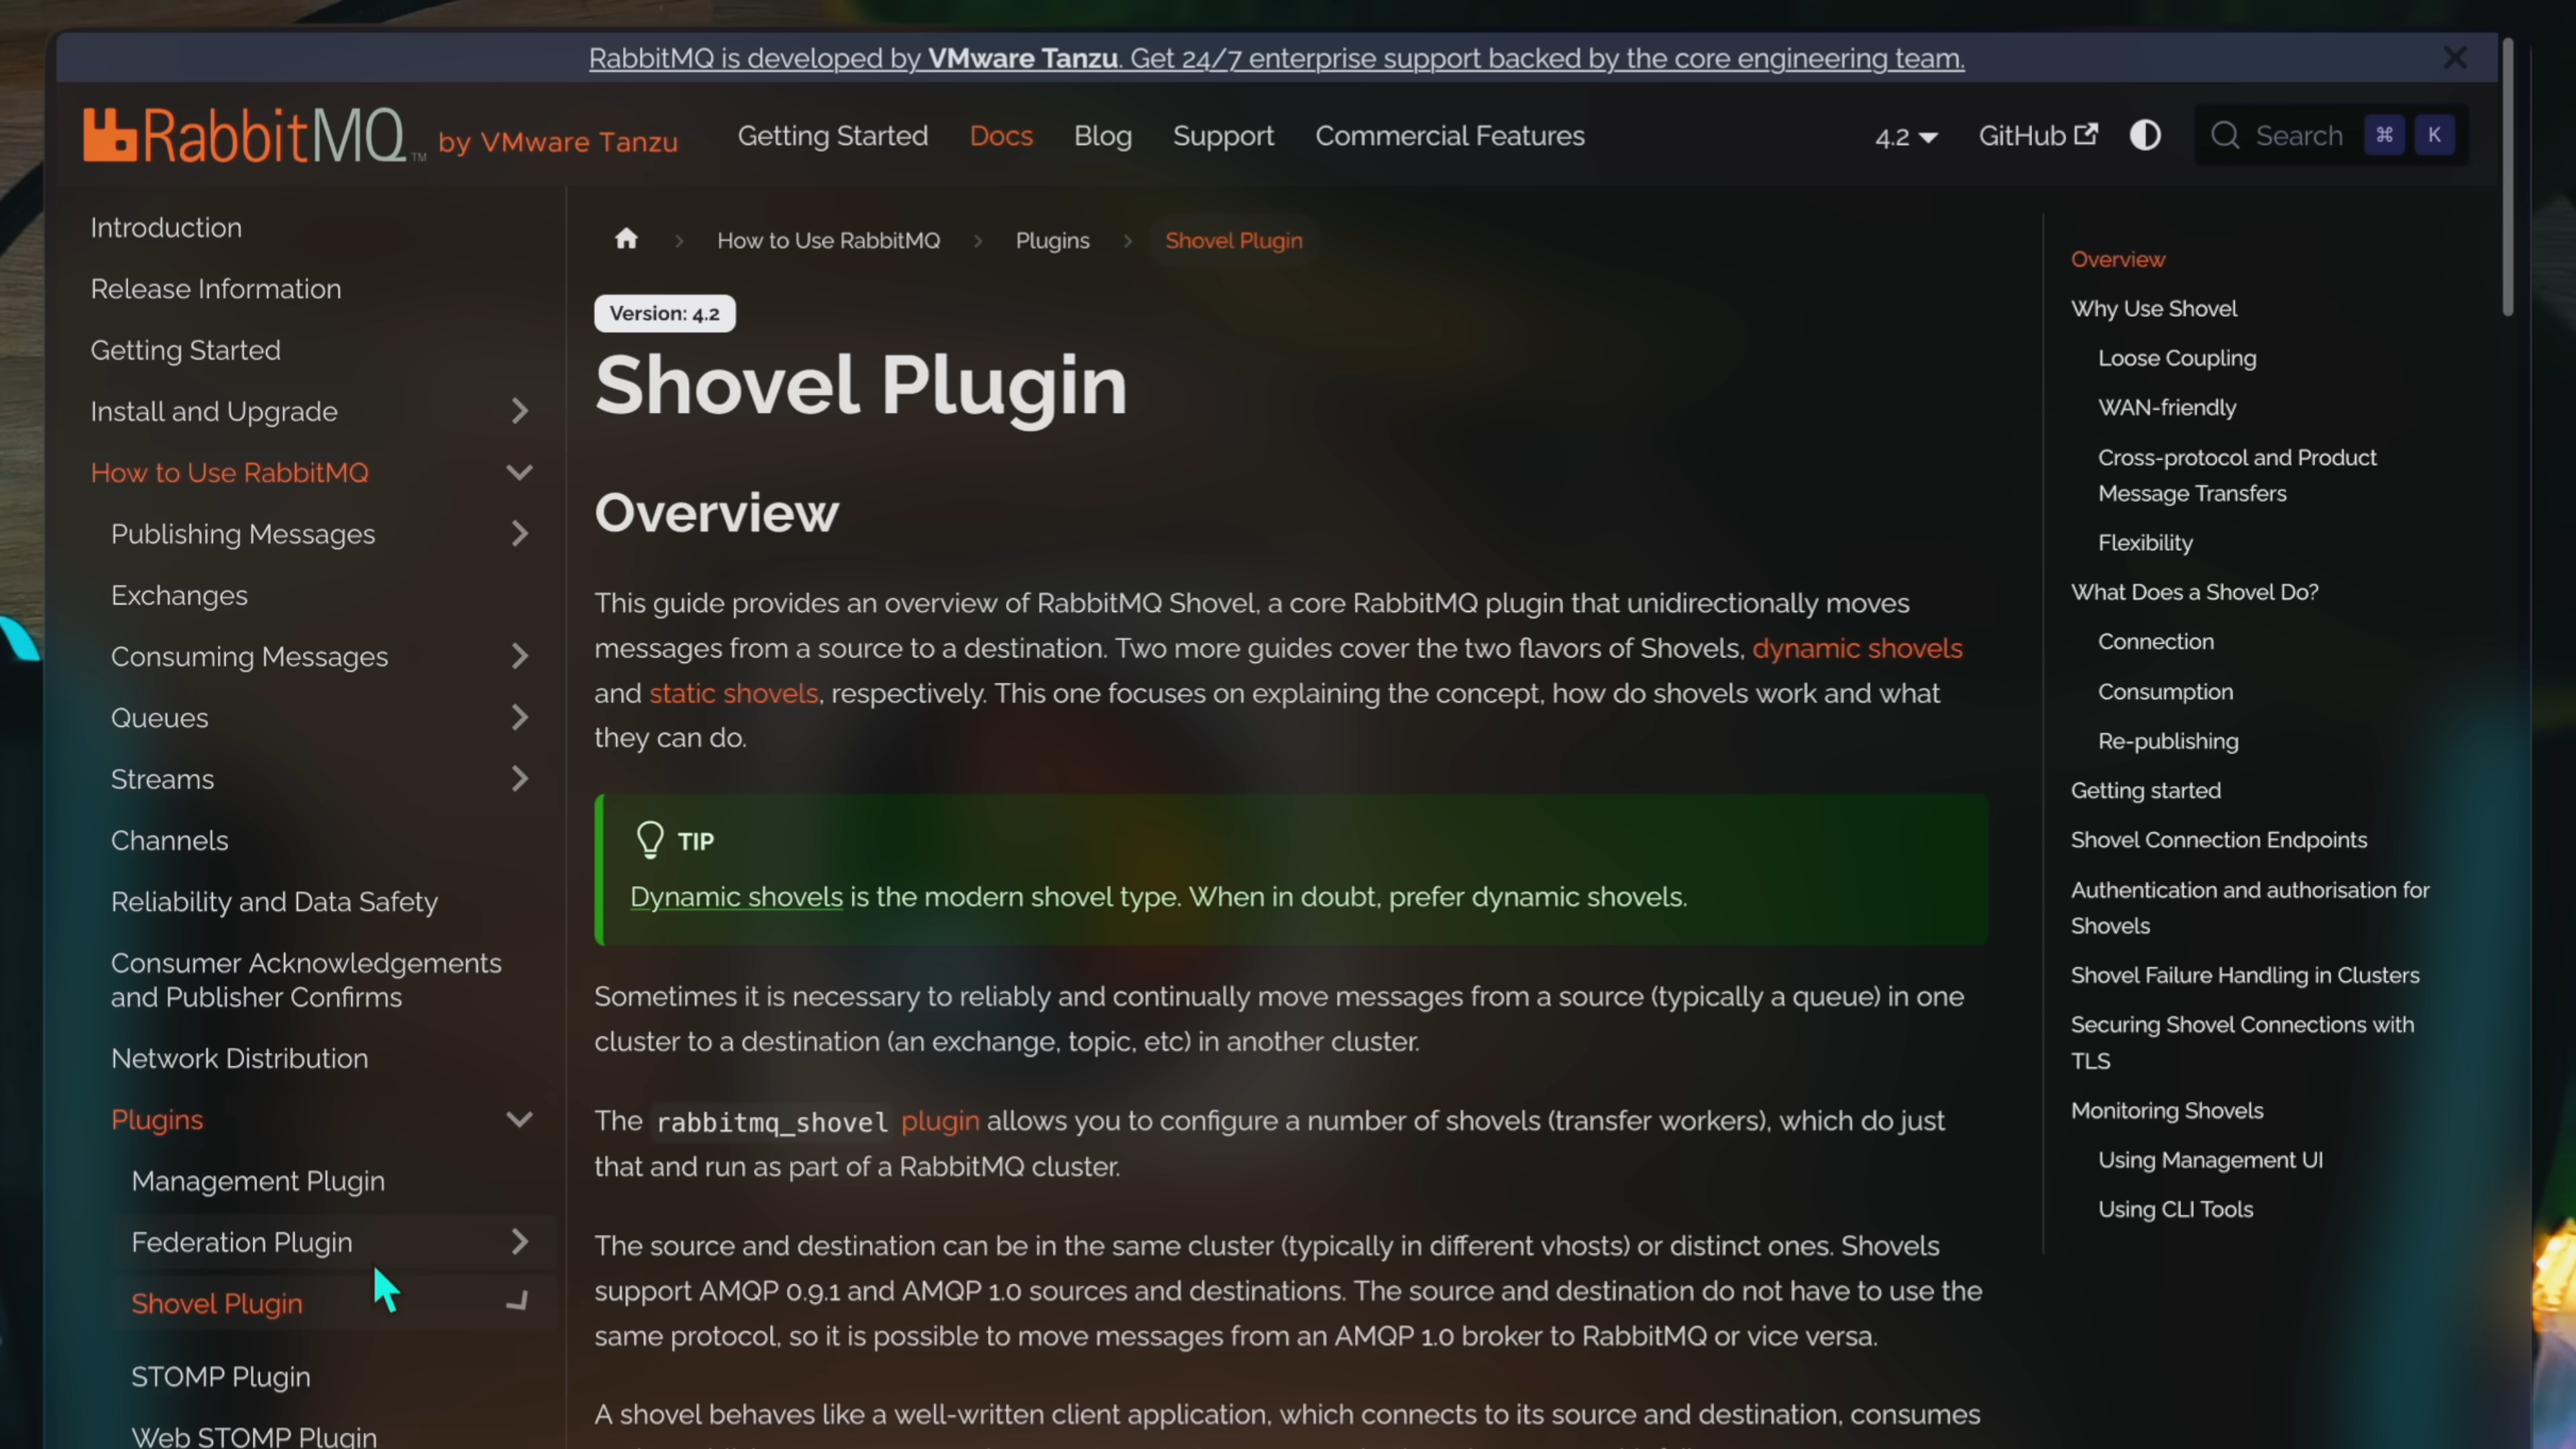 RabbitMQ is developed by VMware Tanzu. Get 24/7 enterprise support backed by the core engineering team.
RabbitMQ™ by VMware Tanzu
Getting Started
Docs
Blog
Support
Commercial Features
4.2
GitHub
Search ⌘ K
Introduction
Release Information
Getting Started
Install and Upgrade
How to Use RabbitMQ
Publishing Messages
Exchanges
Consuming Messages
Queues
Streams
Channels
Reliability and Data Safety
Consumer Acknowledgements
and Publisher Confirms
Network Distribution
Plugins
Management Plugin
Federation Plugin
Shovel Plugin
STOMP Plugin
Web STOMP Plugin
How to Use RabbitMQ
Plugins
Shovel Plugin
Version: 4.2
Shovel Plugin
Overview
This guide provides an overview of RabbitMQ Shovel, a core RabbitMQ plugin that unidirectionally moves
messages from a source to a destination. Two more guides cover the two flavors of Shovels, dynamic shovels
and static shovels, respectively. This one focuses on explaining the concept, how do shovels work and what
they can do.
TIP
Dynamic shovels is the modern shovel type. When in doubt, prefer dynamic shovels.
Sometimes it is necessary to reliably and continually move messages from a source (typically a queue) in one
cluster to a destination (an exchange, topic, etc) in another cluster.
The rabbitmq_shovel plugin allows you to configure a number of shovels (transfer workers), which do just
that and run as part of a RabbitMQ cluster.
The source and destination can be in the same cluster (typically in different vhosts) or distinct ones. Shovels
support AMQP 0.9.1 and AMQP 1.0 sources and destinations. The source and destination do not have to use the
same protocol, so it is possible to move messages from an AMQP 1.0 broker to RabbitMQ or vice versa.
A shovel behaves like a well-written client application, which connects to its source and destination, consumes
Overview
Why Use Shovel
Loose Coupling
WAN-friendly
Cross-protocol and Product
Message Transfers
Flexibility
What Does a Shovel Do?
Connection
Consumption
Re-publishing
Getting started
Shovel Connection Endpoints
Authentication and authorisation for
Shovels
Shovel Failure Handling in Clusters
Securing Shovel Connections with
TLS
Monitoring Shovels
Using Management UI
Using CLI Tools